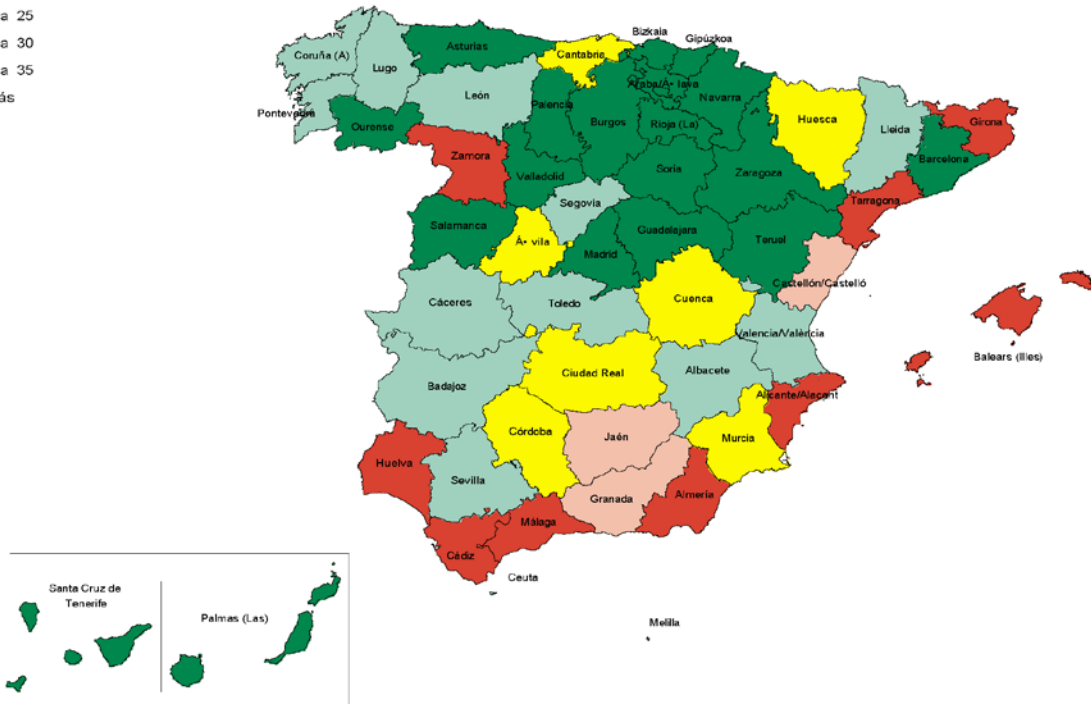 a 25
a 30
a 35
ás
Bizkaia
Gipúzkoa
Asturias
Cantabria
Coruña (A)
Lugo
León
Palencia
Burgos
Araba/Á• lava
Navarra
Rioja (La)
Huesca
Lleida
Girona
Pontevedra
Ourense
Zamora
Valladolid
Soria
Zaragoza
Barcelona
Segovia
Tarragona
Salamanca
Á• vila
Madrid
Guadalajara
Teruel
Castellón/Castelló
Cáceres
Toledo
Cuenca
Valencia/València
Balears (Illes)
Badajoz
Ciudad Real
Albacete
Alicante/Alacant
Córdoba
Jaén
Murcia
Huelva
Sevilla
Granada
Almería
Málaga
Cádiz
Ceuta
Melilla
Santa Cruz de
Tenerife
Palmas (Las)